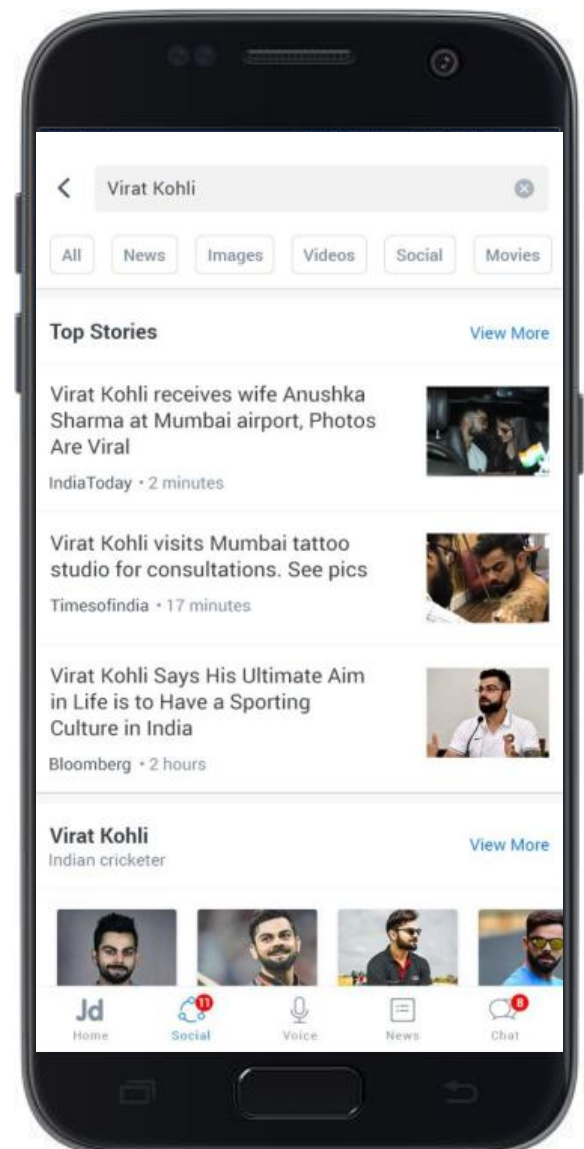 Virat Kohli
All News Images Videos Social Movies
Top Stories View More
Virat Kohli receives wife Anushka
Sharma at Mumbai airport, Photos
Are Viral
IndiaToday • 2 minutes
Virat Kohli visits Mumbai tattoo
studio for consultations. See pics
Timesofindia • 17 minutes
Virat Kohli Says His Ultimate Aim
in Life is to Have a Sporting
Culture in India
Bloomberg • 2 hours
Virat Kohli
Indian cricketer
View More
Jd 11 8
Home Social Voice News Chat